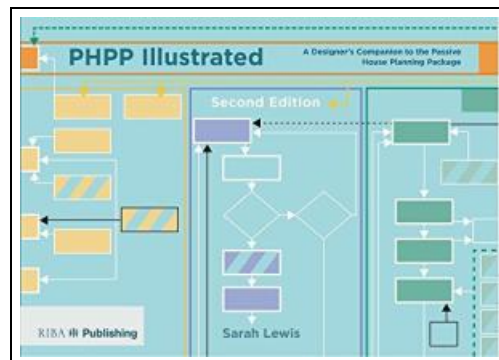 PHPP Illustrated
A Designer's Companion to the Passive
House Planning Package
Second Edition
RIBA Publishing
Sarah Lewis